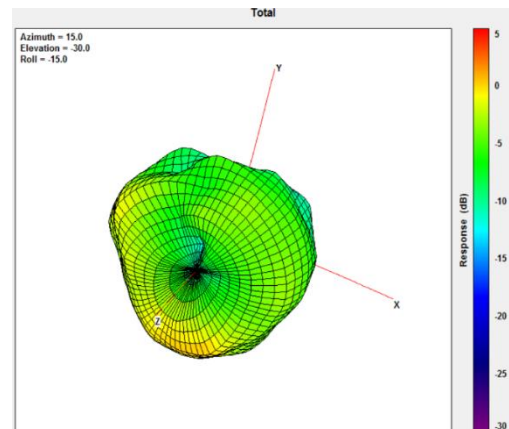 Total
Azimuth = 15.0
Elevation = -30.0
Roll = -15.0
Y
X
Z
5
0
-5
-10
-15
-20
-25
-30
Response (dB)